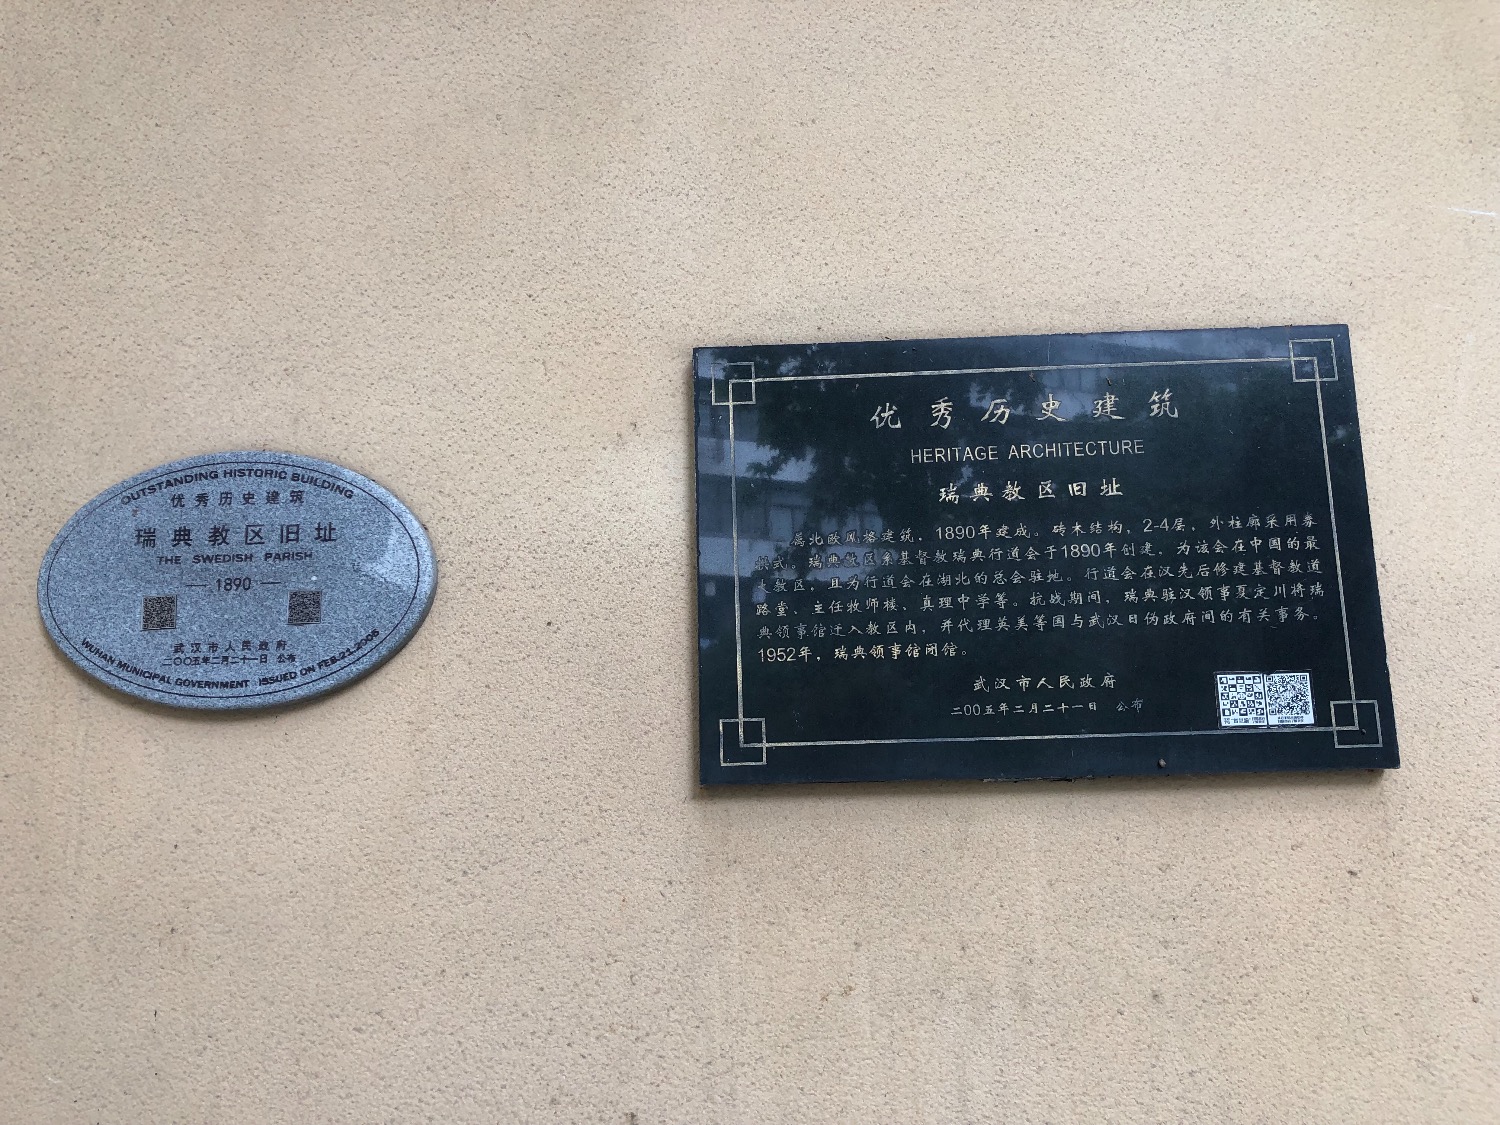 OUTSTANDING HISTORIC BUILDING
优秀历史建筑
瑞典教区旧址
THE SWEDISH PARISH
1890
武汉市人民政府
二〇〇五年二月二十一日 公布
WUHAN MUNICIPAL GOVERNMENT ISSUED ON FEB.21.2005
优秀历史建筑
HERITAGE ARCHITECTURE
瑞典教区旧址
属北欧风格建筑，1890年建成。砖木结构，2-4层，外柱廊采用券
拱式。瑞典教区系基督教瑞典行道会于1890年创建，为该会在中国的最
大教区，且为行道会在湖北的总会驻地。行道会在汉先后修建基督教道
路堂、主任牧师楼、真理中学等。抗战期间，瑞典驻汉领事夏定川将瑞
典领事馆迁入教区内，并代理英美等国与武汉日伪政府间的有关事务。
1952年，瑞典领事馆闭馆。
武汉市人民政府
二00五年二月二十一日 公布